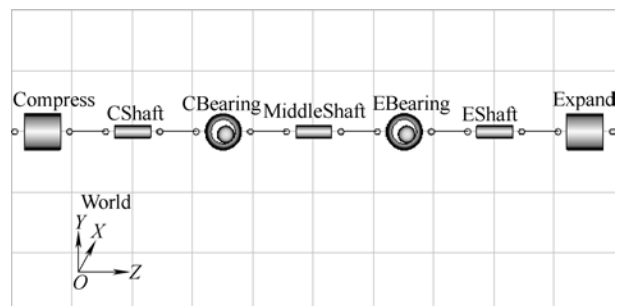 Compress CShaft CBearing MiddleShaft EBearing EShaft Expand
World
Y X
O Z